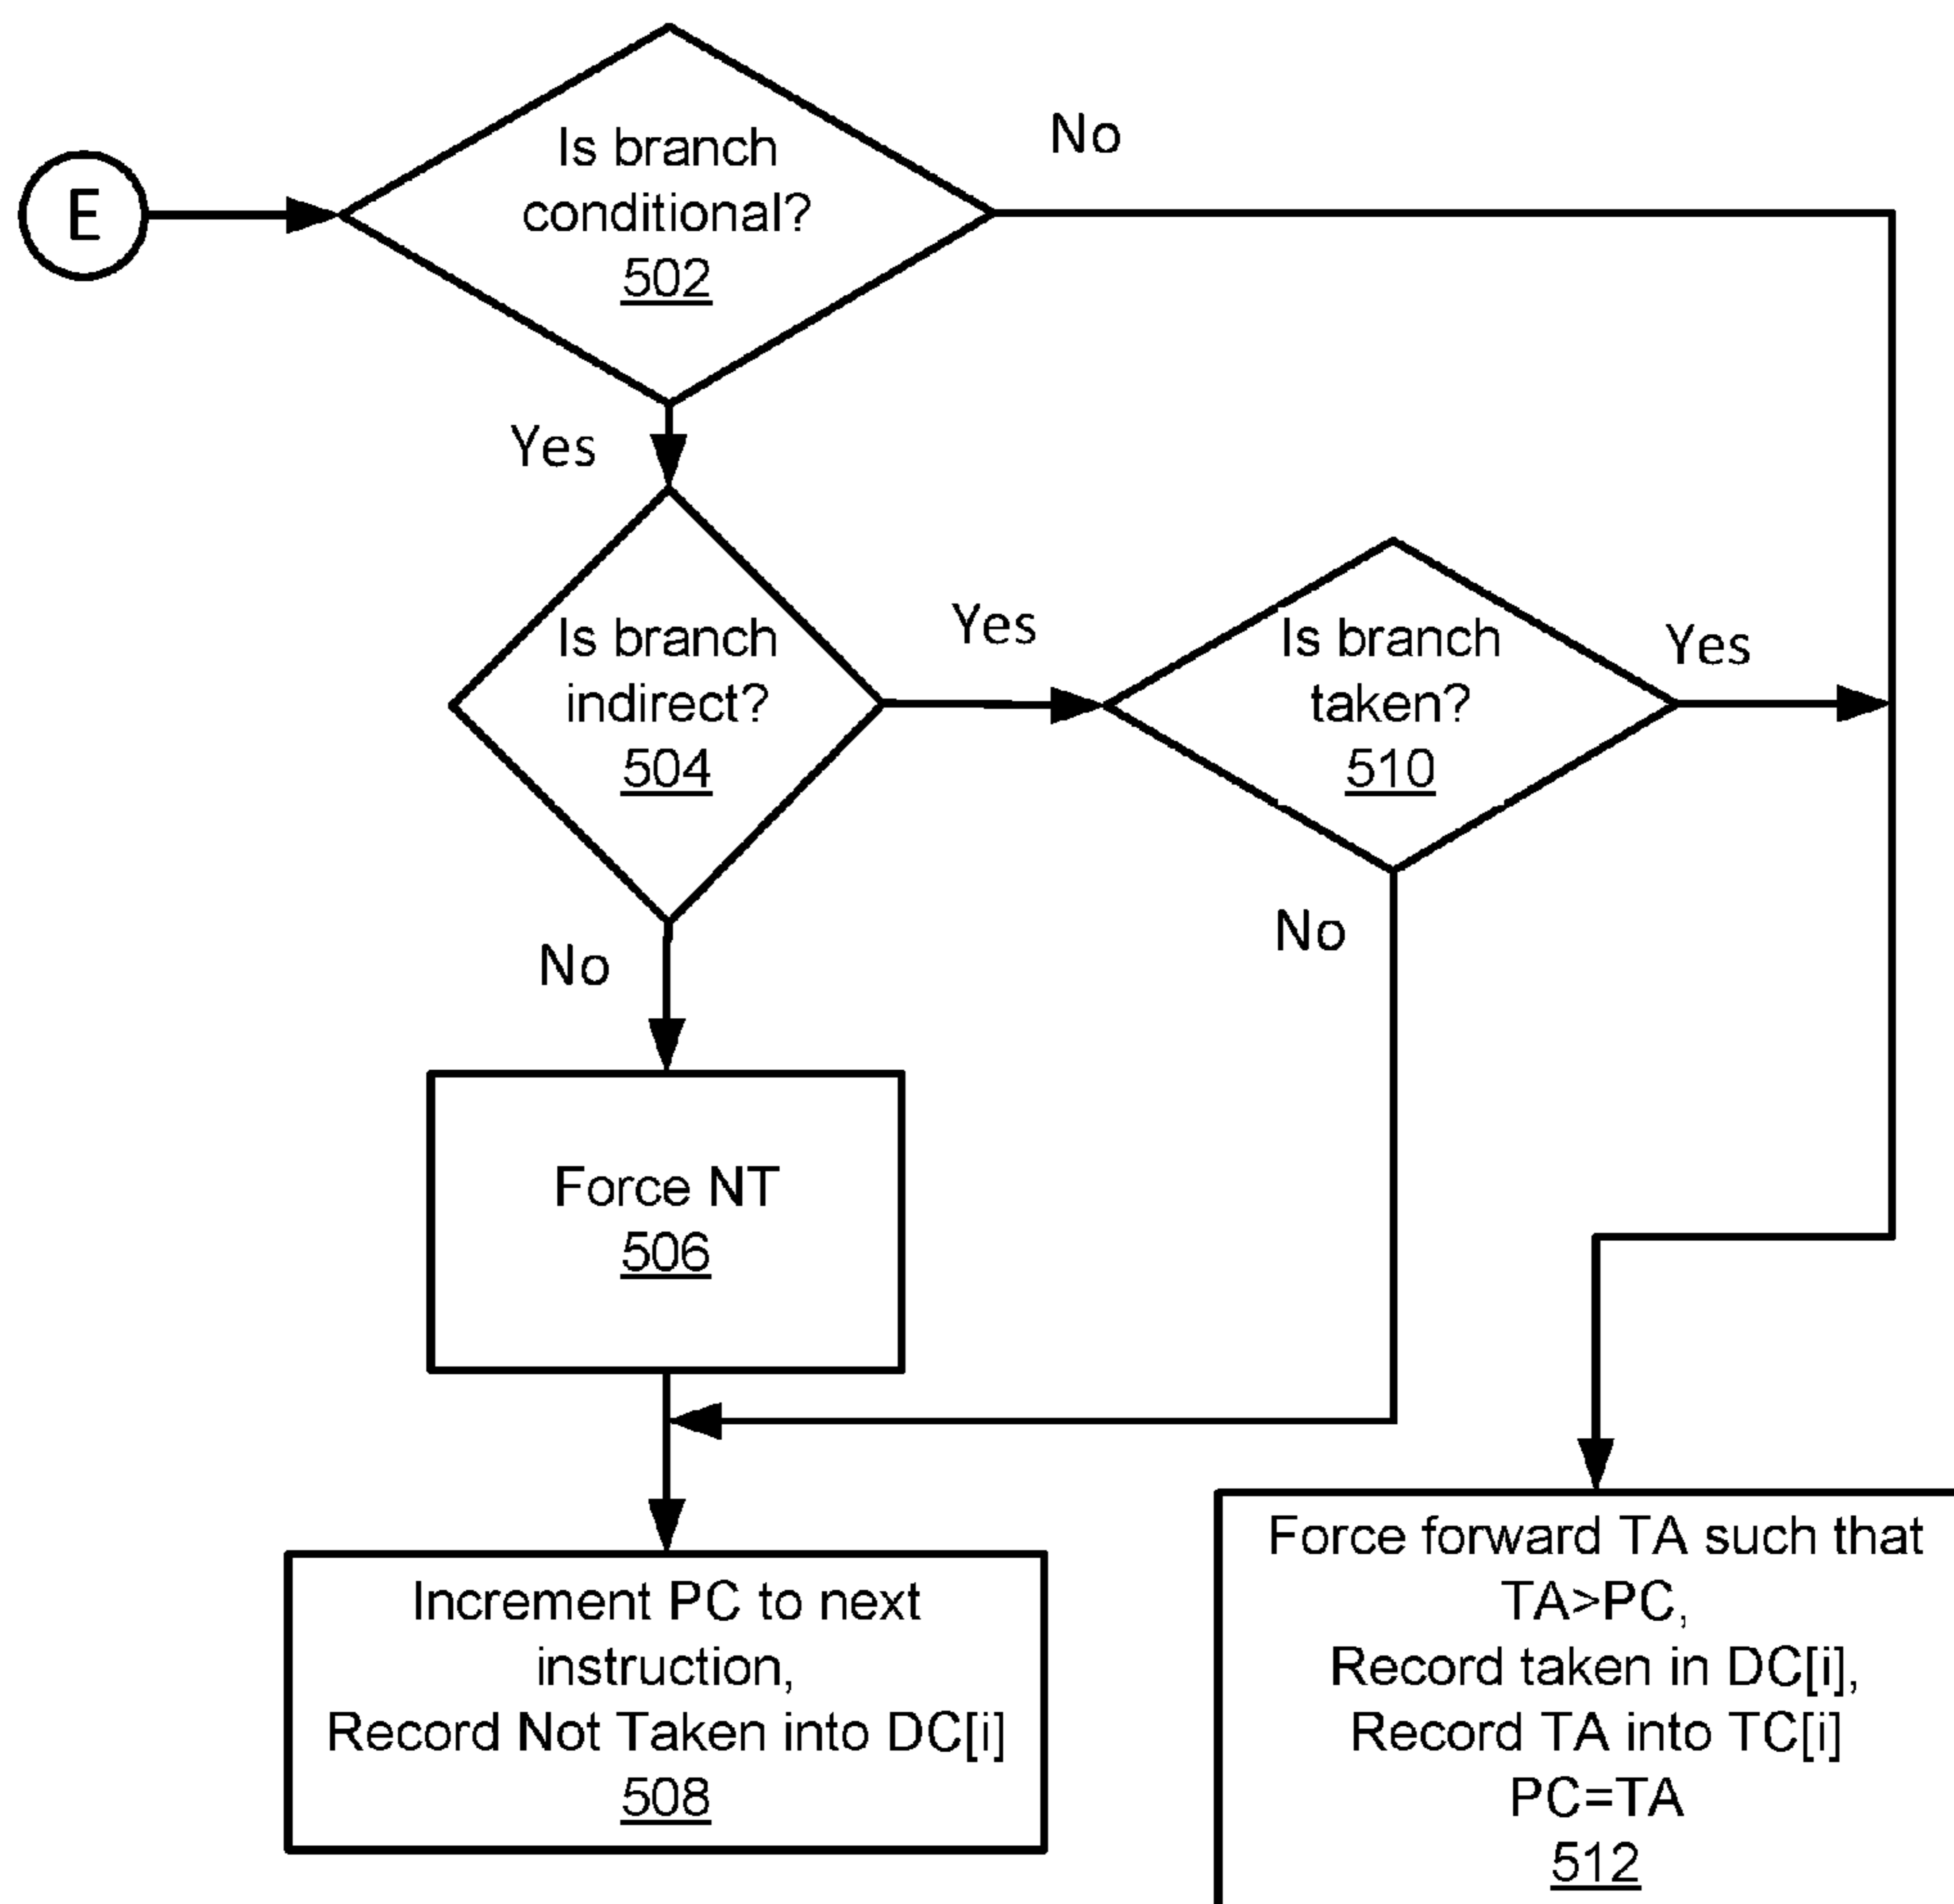 E
Is branch
conditional?
502
No
Yes
Is branch
indirect?
504
Yes
Is branch
taken?
510
Yes
No
No
Force NT
506
Increment PC to next
instruction,
Record Not Taken into DC[i]
508
Force forward TA such that
TA>PC,
Record taken in DC[i],
Record TA into TC[i]
PC=TA
512